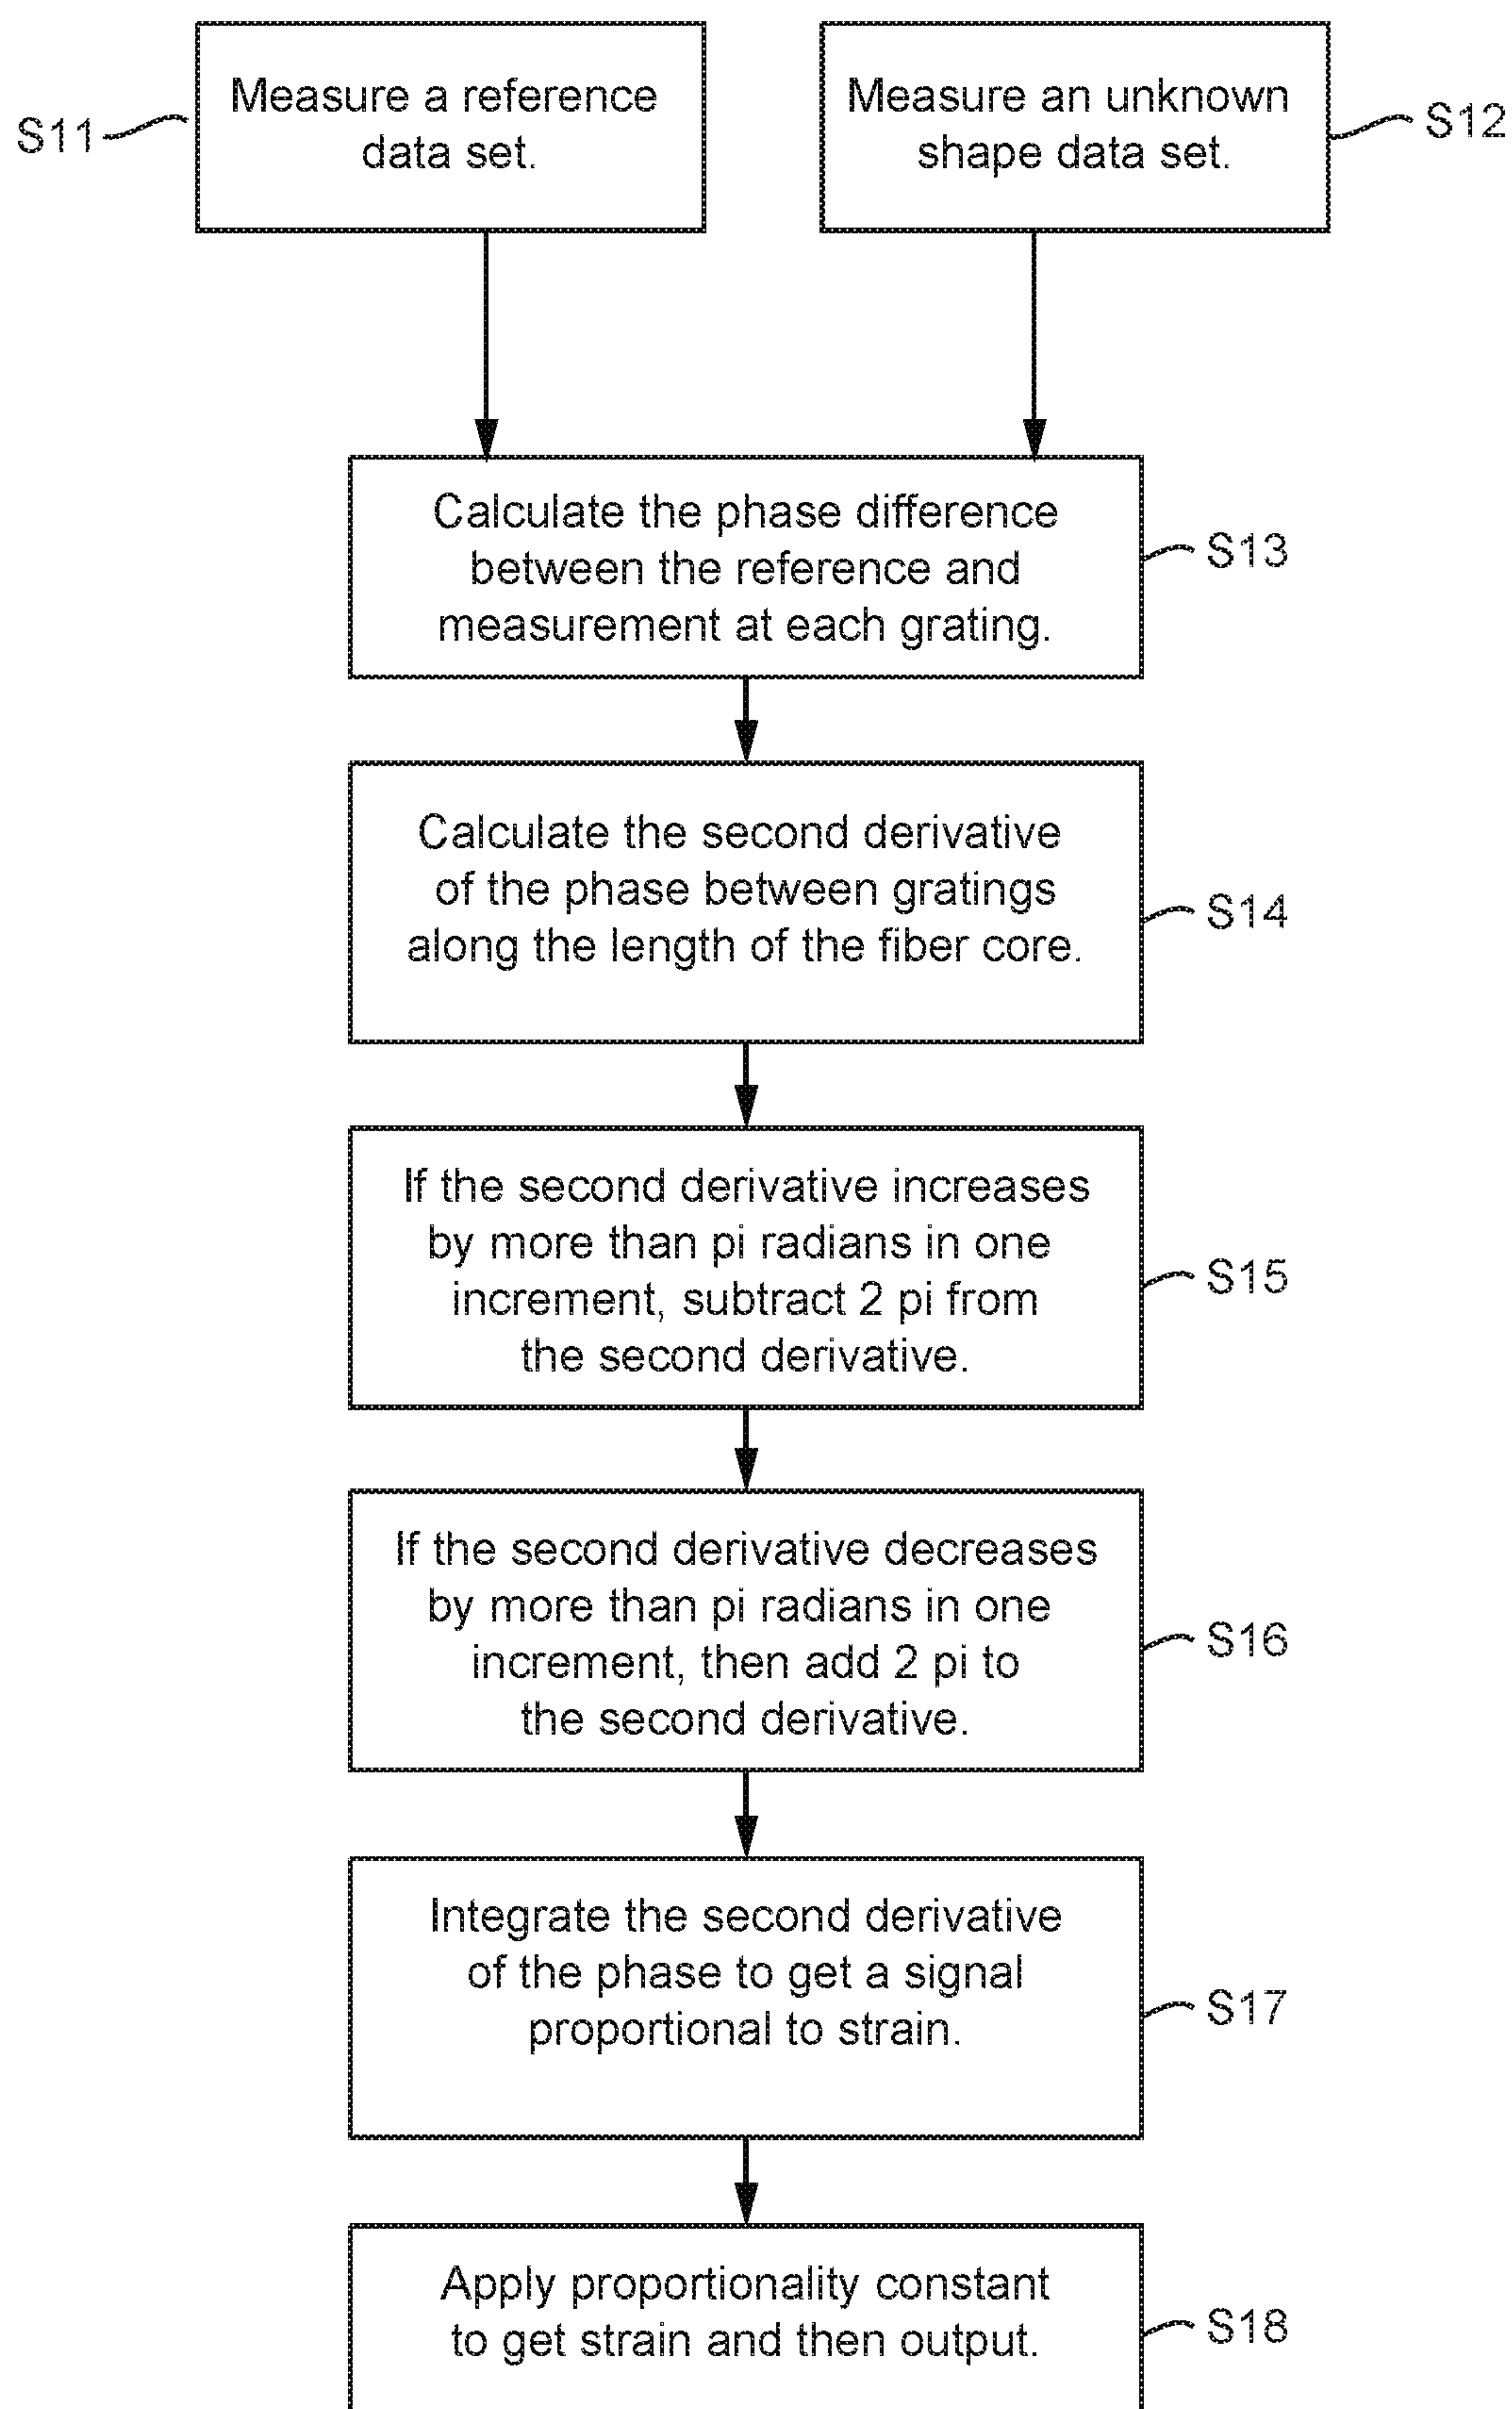 S11
Measure a reference
data set.
Measure an unknown
shape data set.
S12
Calculate the phase difference
between the reference and
measurement at each grating.
S13
Calculate the second derivative
of the phase between gratings
along the length of the fiber core.
S14
If the second derivative increases
by more than pi radians in one
increment, subtract 2 pi from
the second derivative.
S15
If the second derivative decreases
by more than pi radians in one
increment, then add 2 pi to
the second derivative.
S16
Integrate the second derivative
of the phase to get a signal
proportional to strain.
S17
Apply proportionality constant
to get strain and then output.
S18